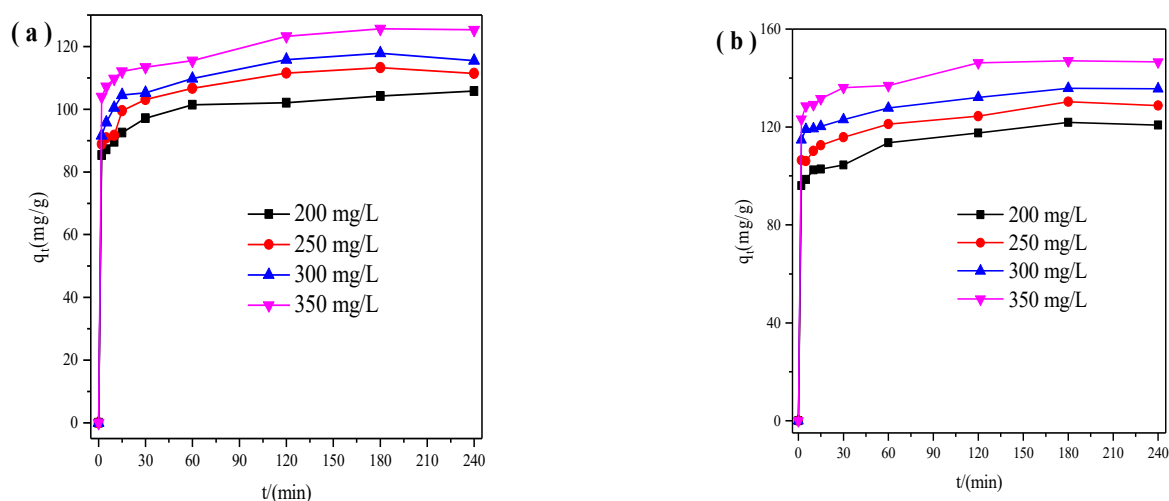 ( a )
120
100
80
60
40
20
0
q_t(mg/g)
200 mg/L
250 mg/L
300 mg/L
350 mg/L
0 30 60 90 120 150 180 210 240
t/(min)
( b )
160
120
80
40
0
q_t(mg/g)
200 mg/L
250 mg/L
300 mg/L
350 mg/L
0 30 60 90 120 150 180 210 240
t/(min)